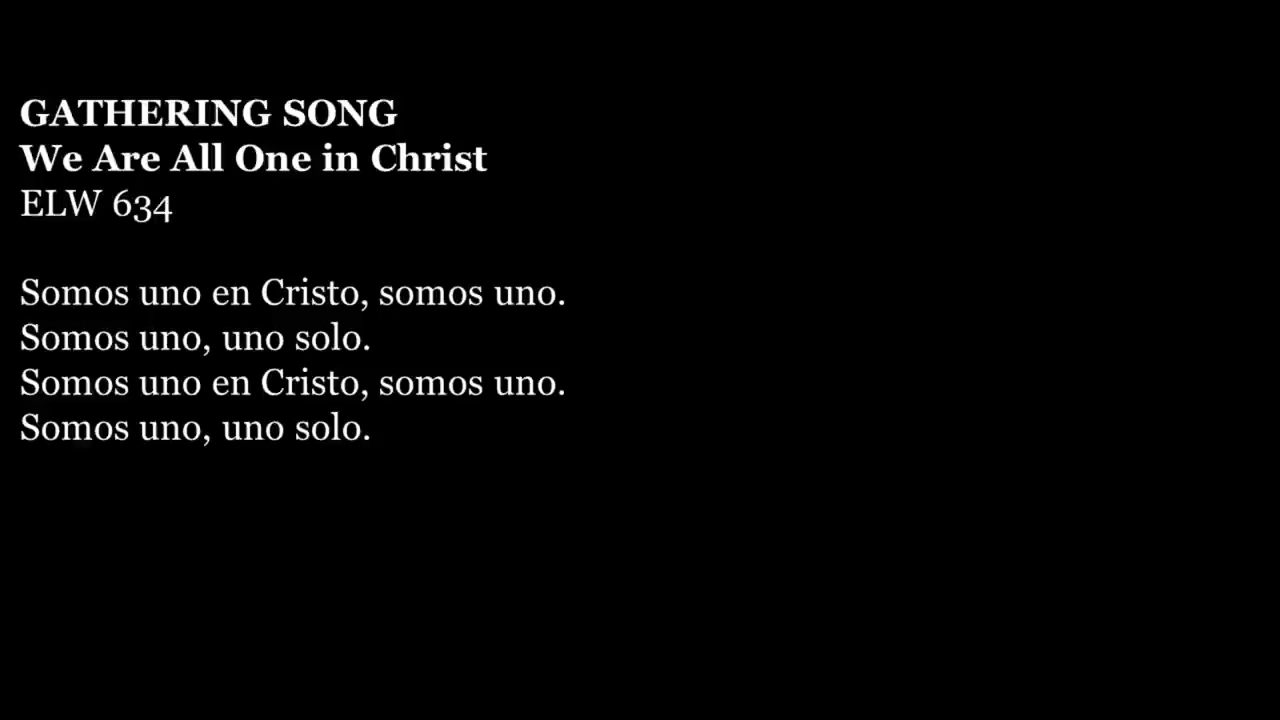 GATHERING SONG
We Are All One in Christ
ELW 634
Somos uno en Cristo, somos uno.
Somos uno, uno solo.
Somos uno en Cristo, somos uno.
Somos uno, uno solo.